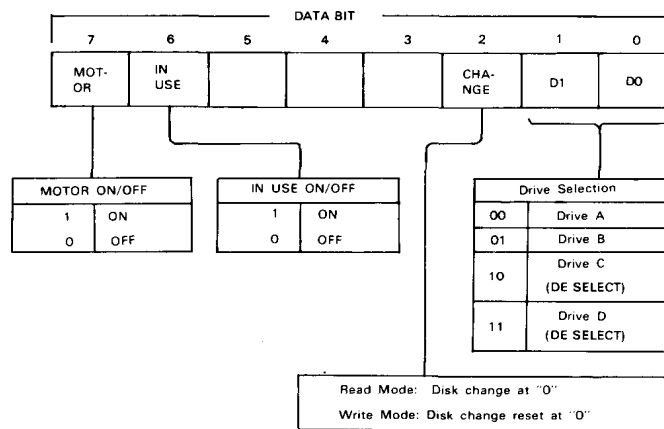 DATA BIT
7 6 5 4 3 2 1 0
MOT-
OR
IN
USE
CHA-
NGE
D1
D0
MOTOR ON/OFF
1 ON
0 OFF
IN USE ON/OFF
1 ON
0 OFF
Drive Selection
00 Drive A
01 Drive B
10 Drive C
(DE SELECT)
11 Drive D
(DE SELECT)
Read Mode: Disk change at "0"
Write Mode: Disk change reset at "0"